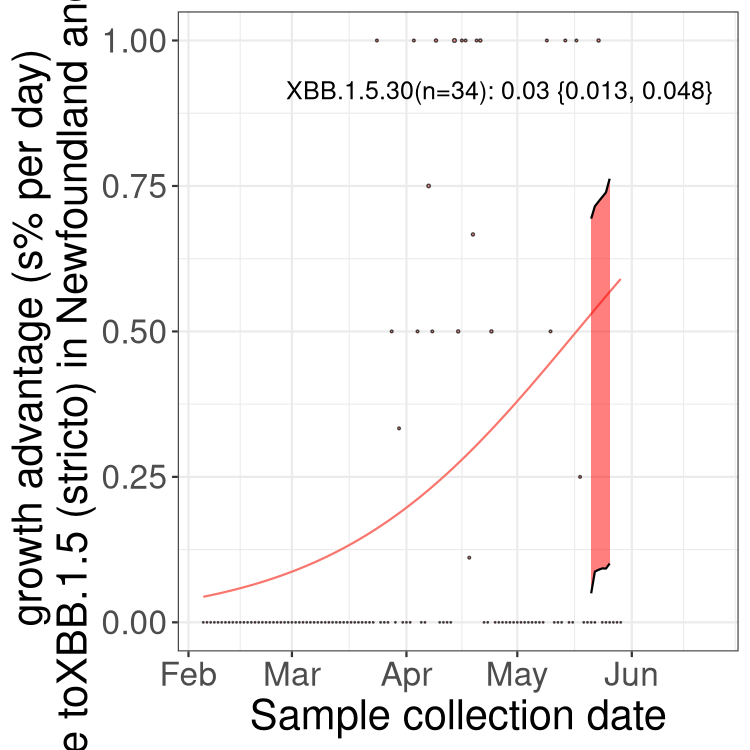 growth advantage (s% per day)
toXBB.1.5 (stricto) in Newfoundland
1.00
0.75
0.50
0.25
0.00
XBB.1.5.30(n=34): 0.03 {0.013, 0.048}
Feb Mar Apr May Jun
Sample collection date